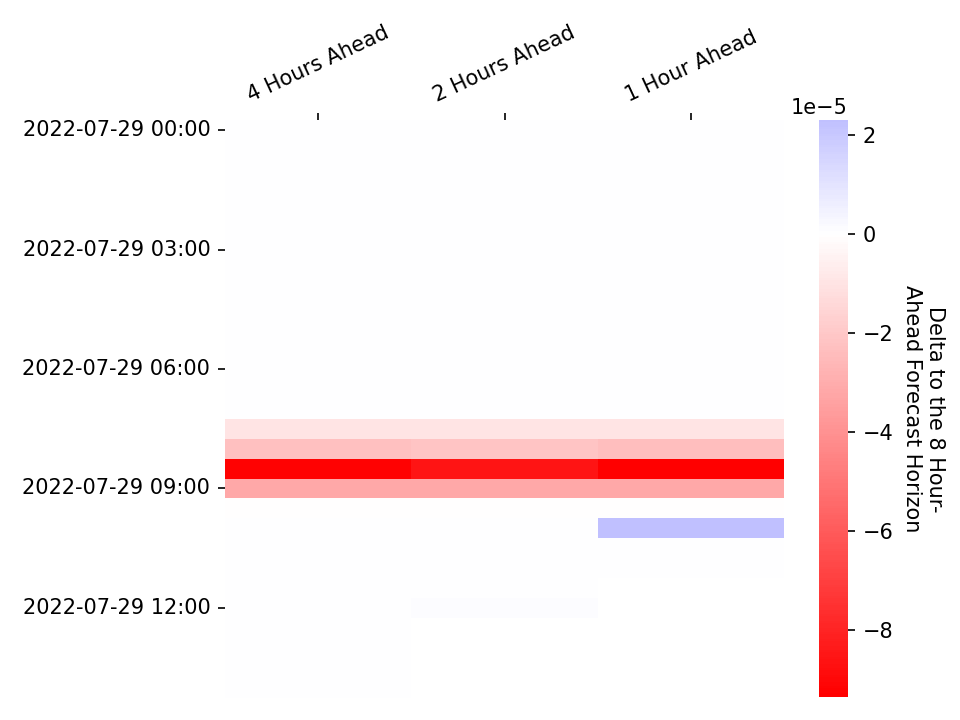 4 Hours Ahead
2 Hours Ahead
1 Hour Ahead
1e−5
2022-07-29 00:00
2022-07-29 03:00
2022-07-29 06:00
2022-07-29 09:00
2022-07-29 12:00
2
0
−2
−4
−6
−8
Delta to the 8 Hour-
Ahead Forecast Horizon